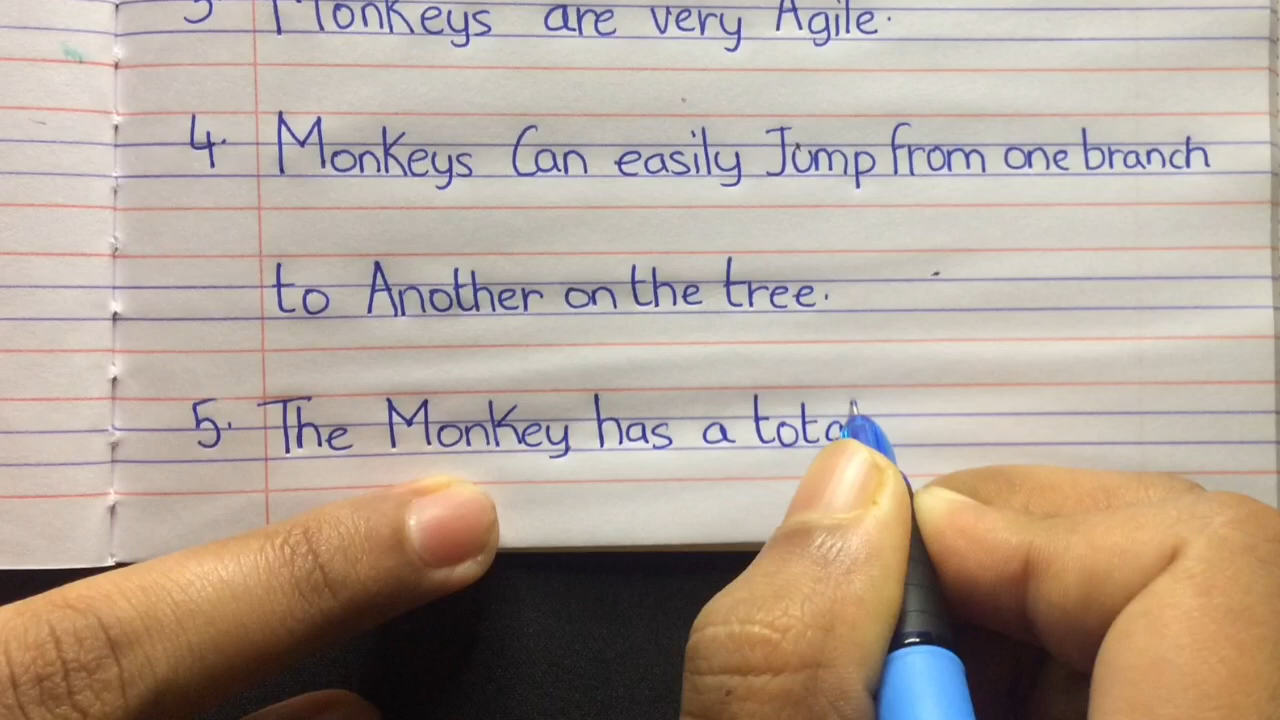 3 Monkeys are very Agile.
4. Monkeys Can easily Jump from one branch
to Another on the tree.
5. The Monkey has a tota